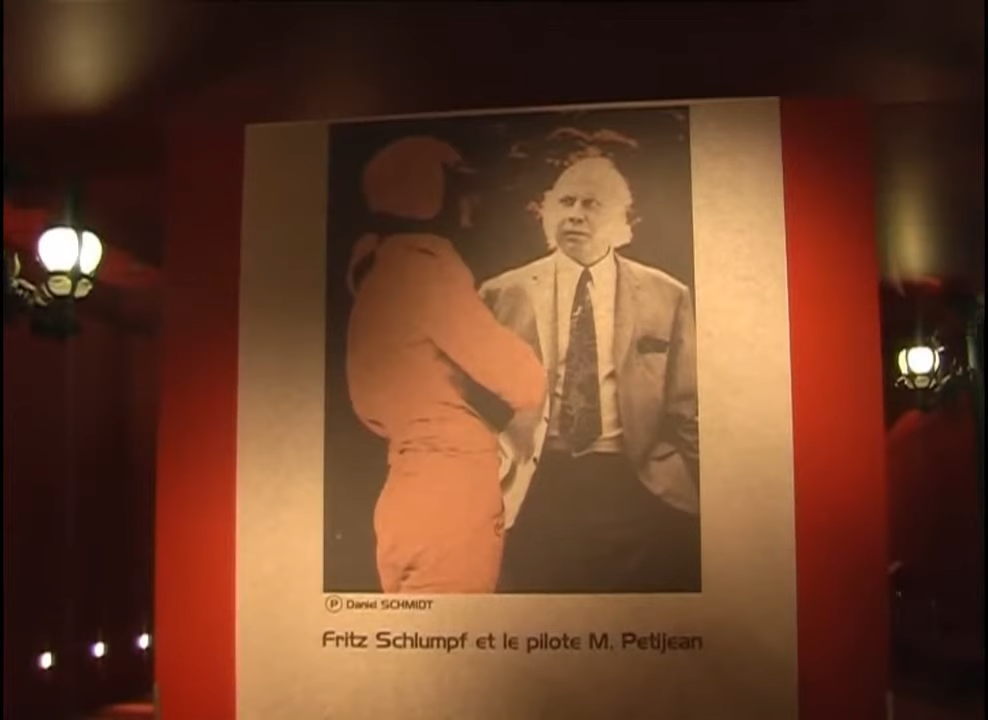 Ⓟ Daniel SCHMIDT
Fritz Schlumpf et le pilote M. Petijean